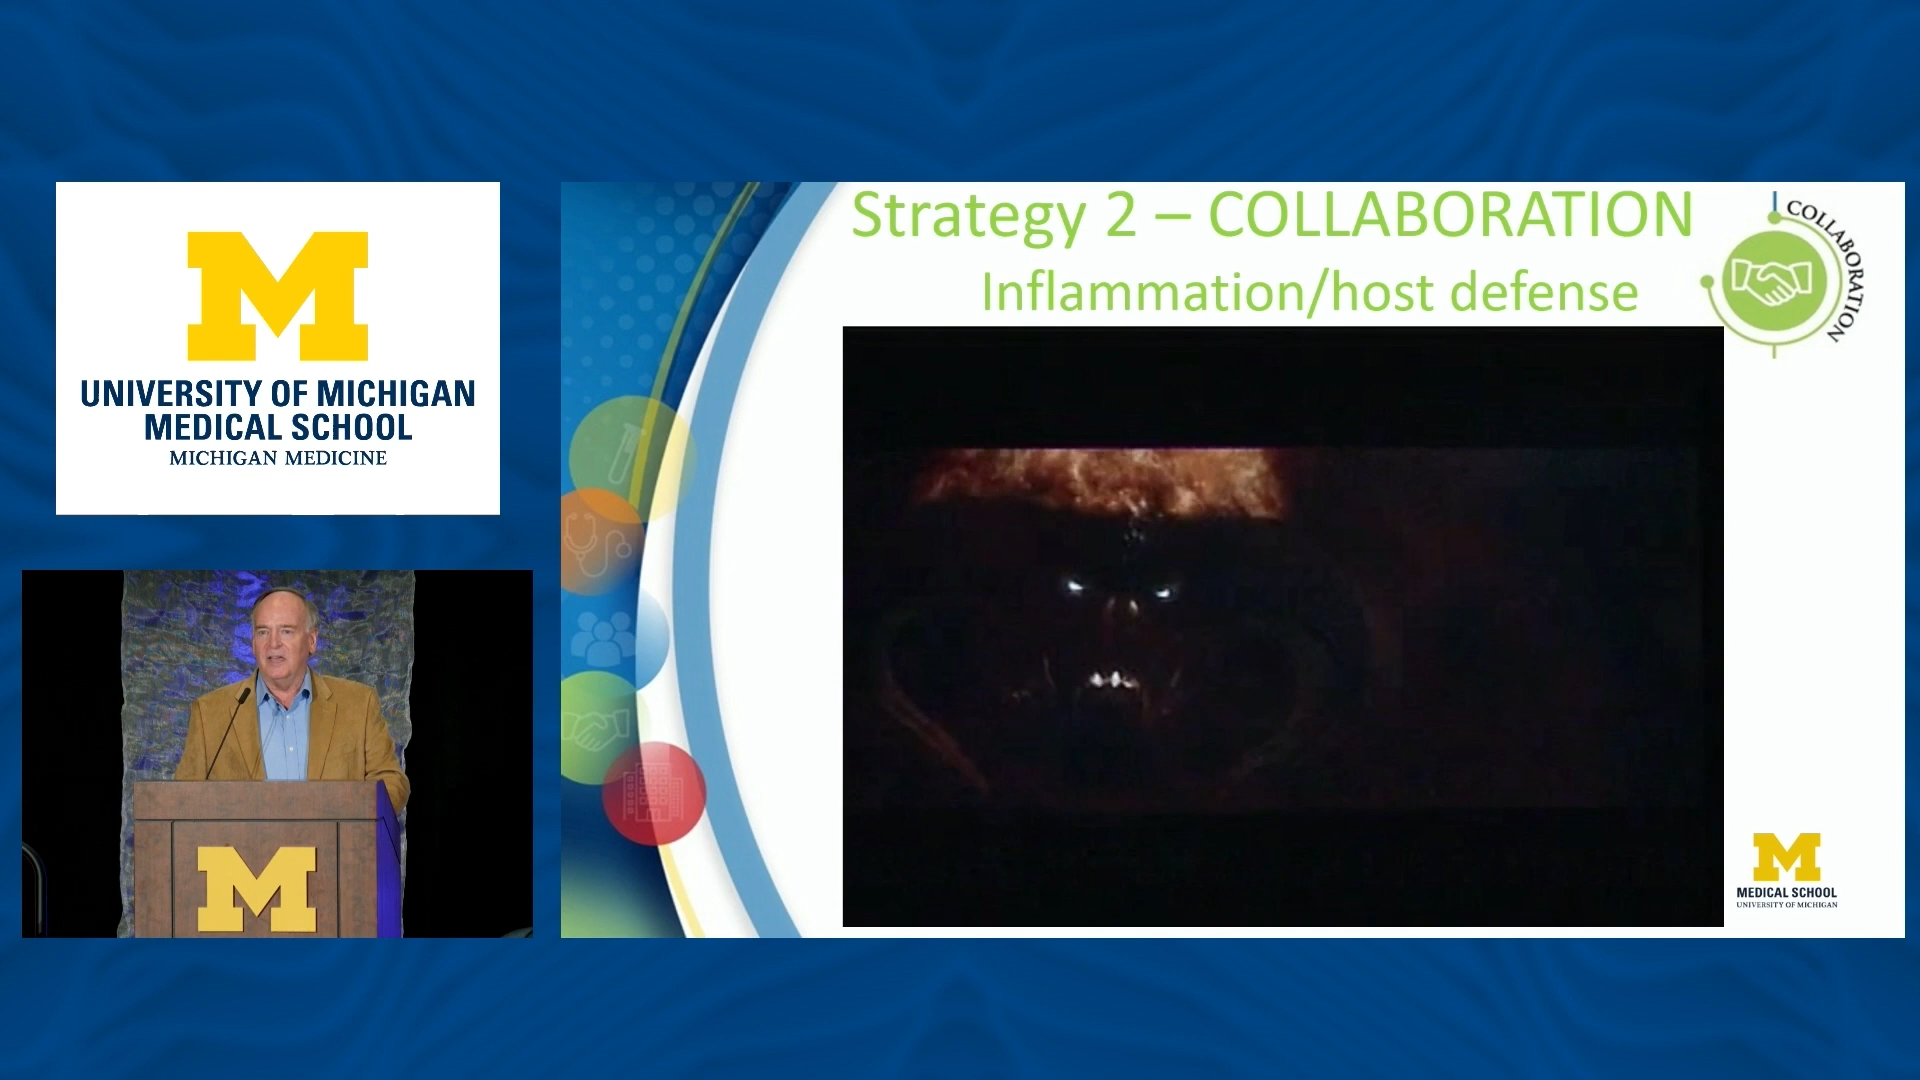 M
UNIVERSITY OF MICHIGAN
MEDICAL SCHOOL
MICHIGAN MEDICINE
M
Strategy 2 – COLLABORATION
Inflammation/host defense
COLLABORATION
M
MEDICAL SCHOOL
UNIVERSITY OF MICHIGAN